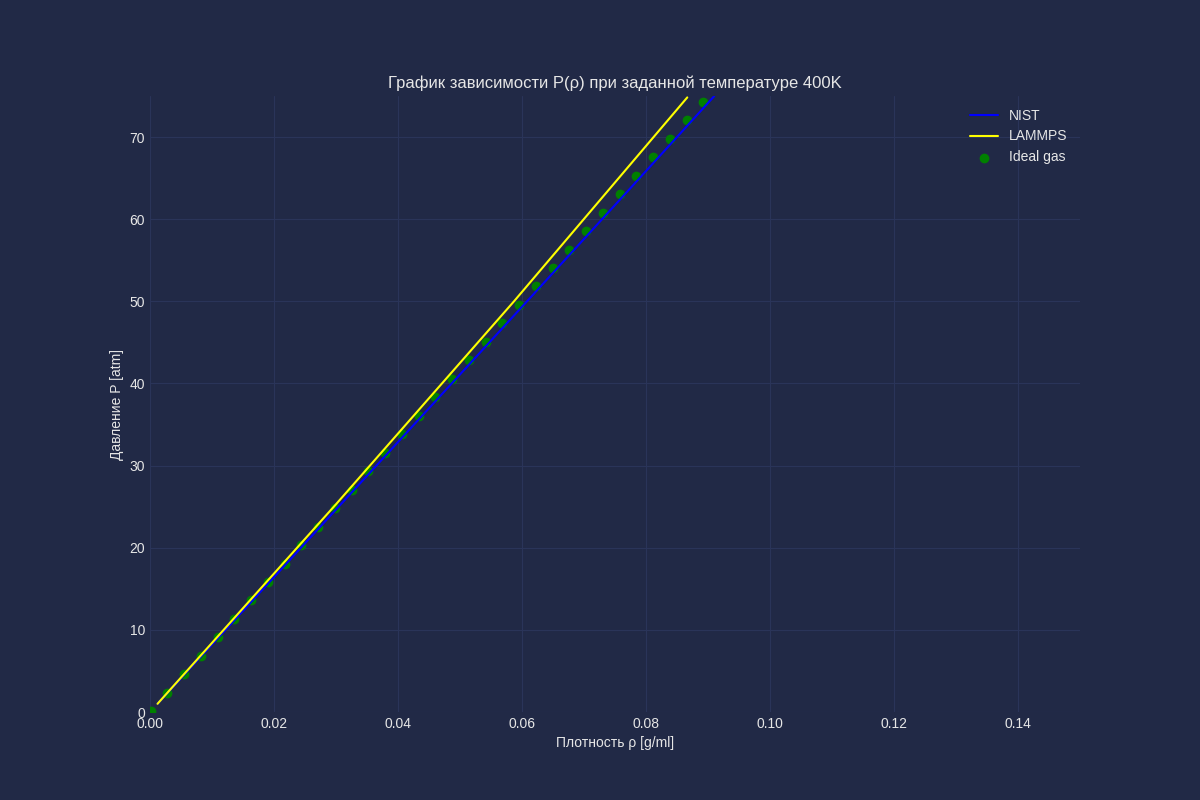 График зависимости P(ρ) при заданной температуре 400K
NIST
LAMMPS
Ideal gas
Давление P [atm]
70
60
50
40
30
20
10
0
0.00
0.02
0.04
0.06
0.08
0.10
0.12
0.14
Плотность ρ [g/ml]